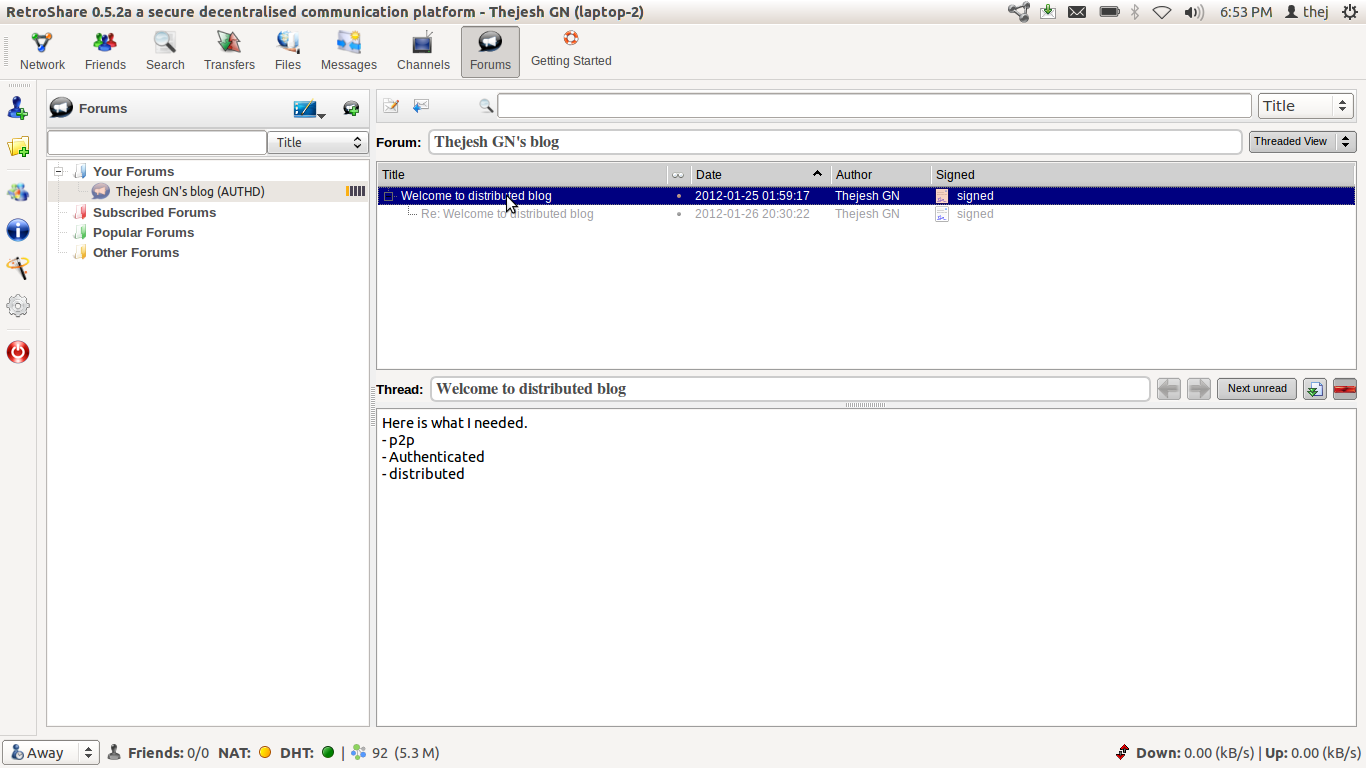 RetroShare 0.5.2a a secure decentralised communication platform - Thejesh GN (laptop-2)
6:53 PM thej
Network Friends Search Transfers Files Messages Channels Forums Getting Started
Forums
Title
Title
Forum: Thejesh GN's blog Threaded View
Your Forums
Thejesh GN's blog (AUTHD)
Subscribed Forums
Popular Forums
Other Forums
Title Date Author Signed
Welcome to distributed blog 2012-01-25 01:59:17 Thejesh GN signed
Re: Welcome to distributed blog 2012-01-26 20:30:22 Thejesh GN signed
Thread: Welcome to distributed blog Next unread
Here is what I needed.
- p2p
- Authenticated
- distributed
Away Friends: 0/0 NAT: DHT: | 92 (5.3 M) Down: 0.00 (kB/s) | Up: 0.00 (kB/s)